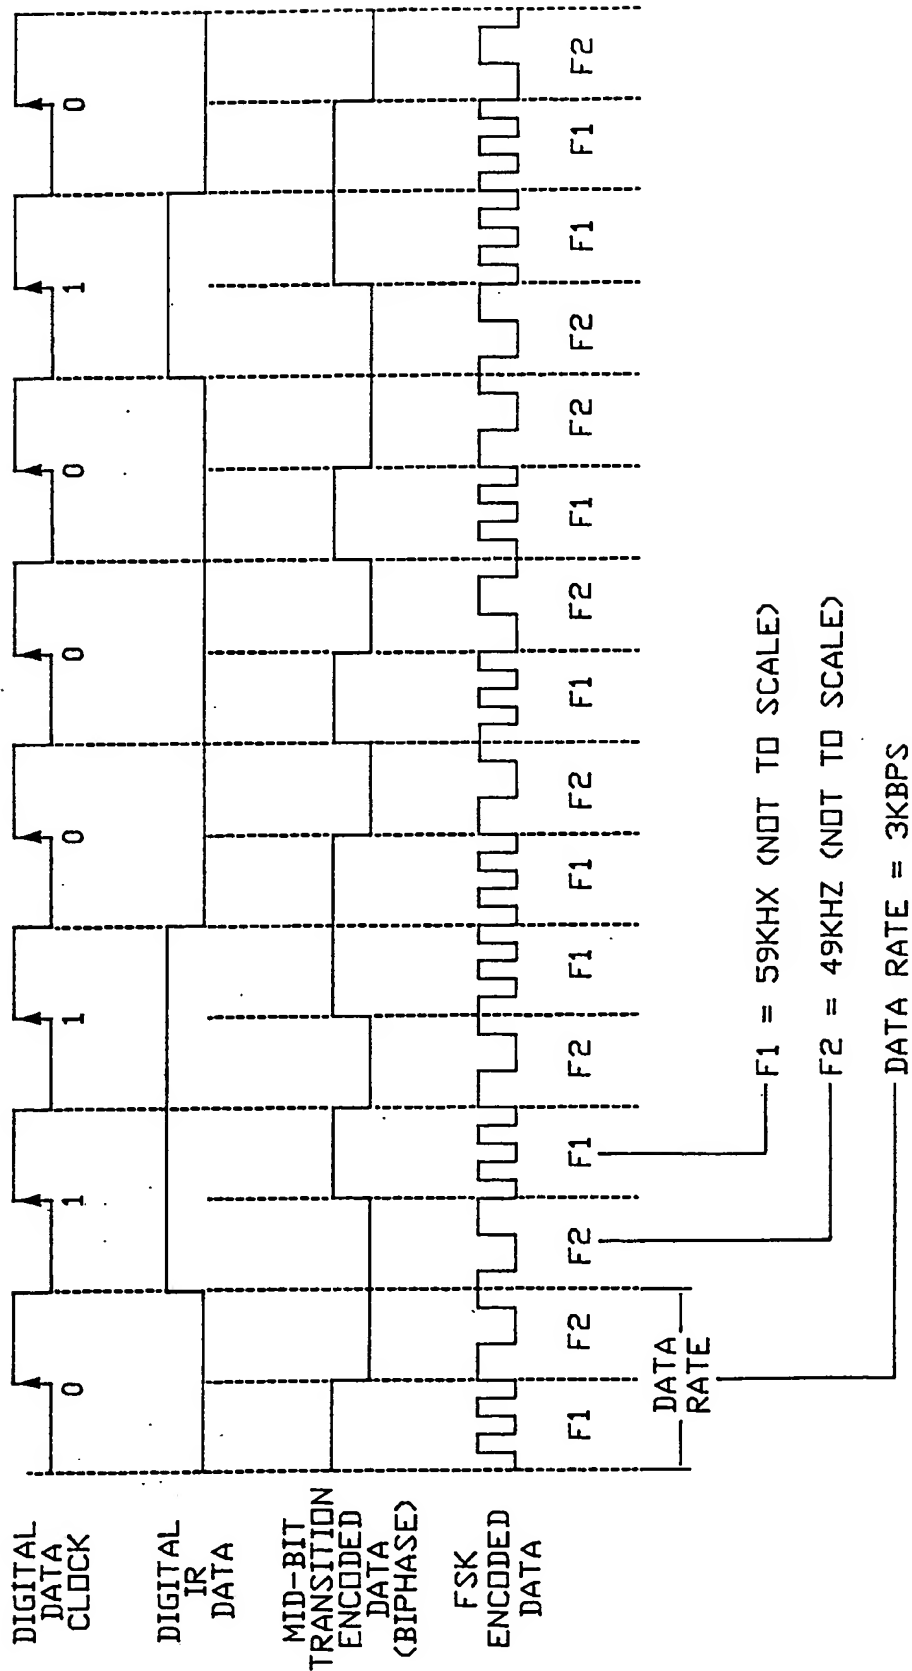 DIGITAL
DATA
CLOCK
0 1 1 0 0 0 1 0
DIGITAL
IR
DATA
MID-BIT
TRANSITION
ENCODED
DATA
(BIPHASE)
FSK
ENCODED
DATA
F1 F2 F2 F1 F2 F1 F1 F2 F1 F2 F1 F2 F2 F1 F1 F2
DATA
RATE
F1 = 59KHX (NOT TO SCALE)
F2 = 49KHZ (NOT TO SCALE)
DATA RATE = 3KBPS